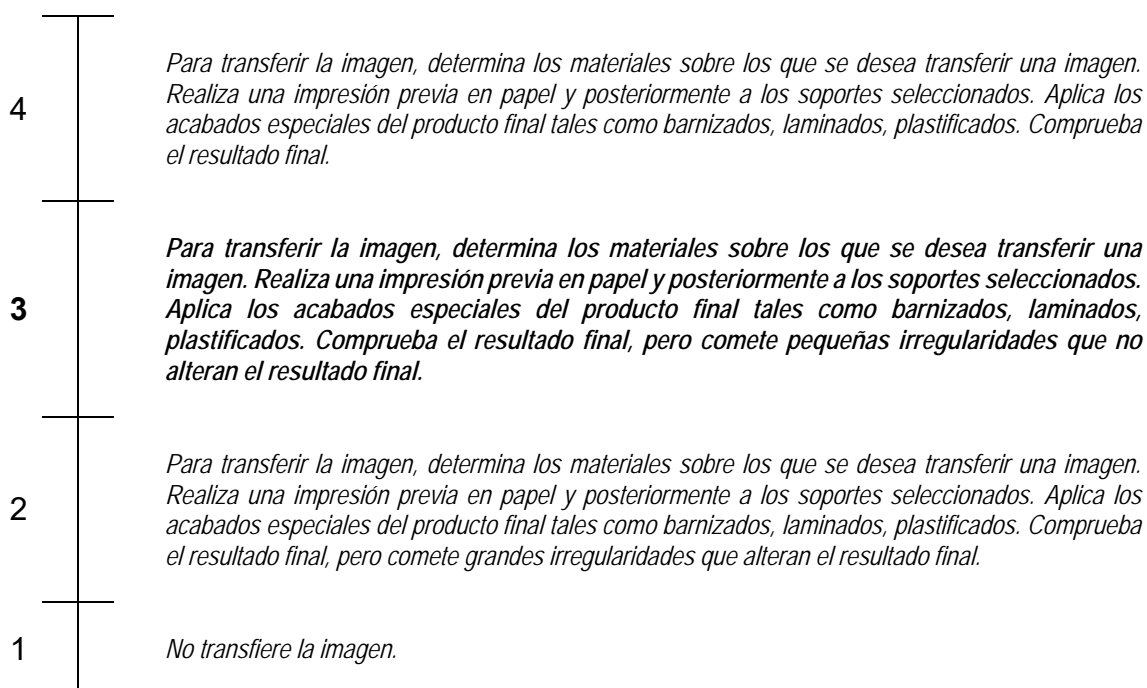 4
Para transferir la imagen, determina los materiales sobre los que se desea transferir una imagen.
Realiza una impresión previa en papel y posteriormente a los soportes seleccionados. Aplica los
acabados especiales del producto final tales como barnizados, laminados, plastificados. Comprueba
el resultado final.
3
Para transferir la imagen, determina los materiales sobre los que se desea transferir una
imagen. Realiza una impresión previa en papel y posteriormente a los soportes seleccionados.
Aplica los acabados especiales del producto final tales como barnizados, laminados,
plastificados. Comprueba el resultado final, pero comete pequeñas irregularidades que no
alteran el resultado final.
2
Para transferir la imagen, determina los materiales sobre los que se desea transferir una imagen.
Realiza una impresión previa en papel y posteriormente a los soportes seleccionados. Aplica los
acabados especiales del producto final tales como barnizados, laminados, plastificados. Comprueba
el resultado final, pero comete grandes irregularidades que alteran el resultado final.
1
No transfiere la imagen.